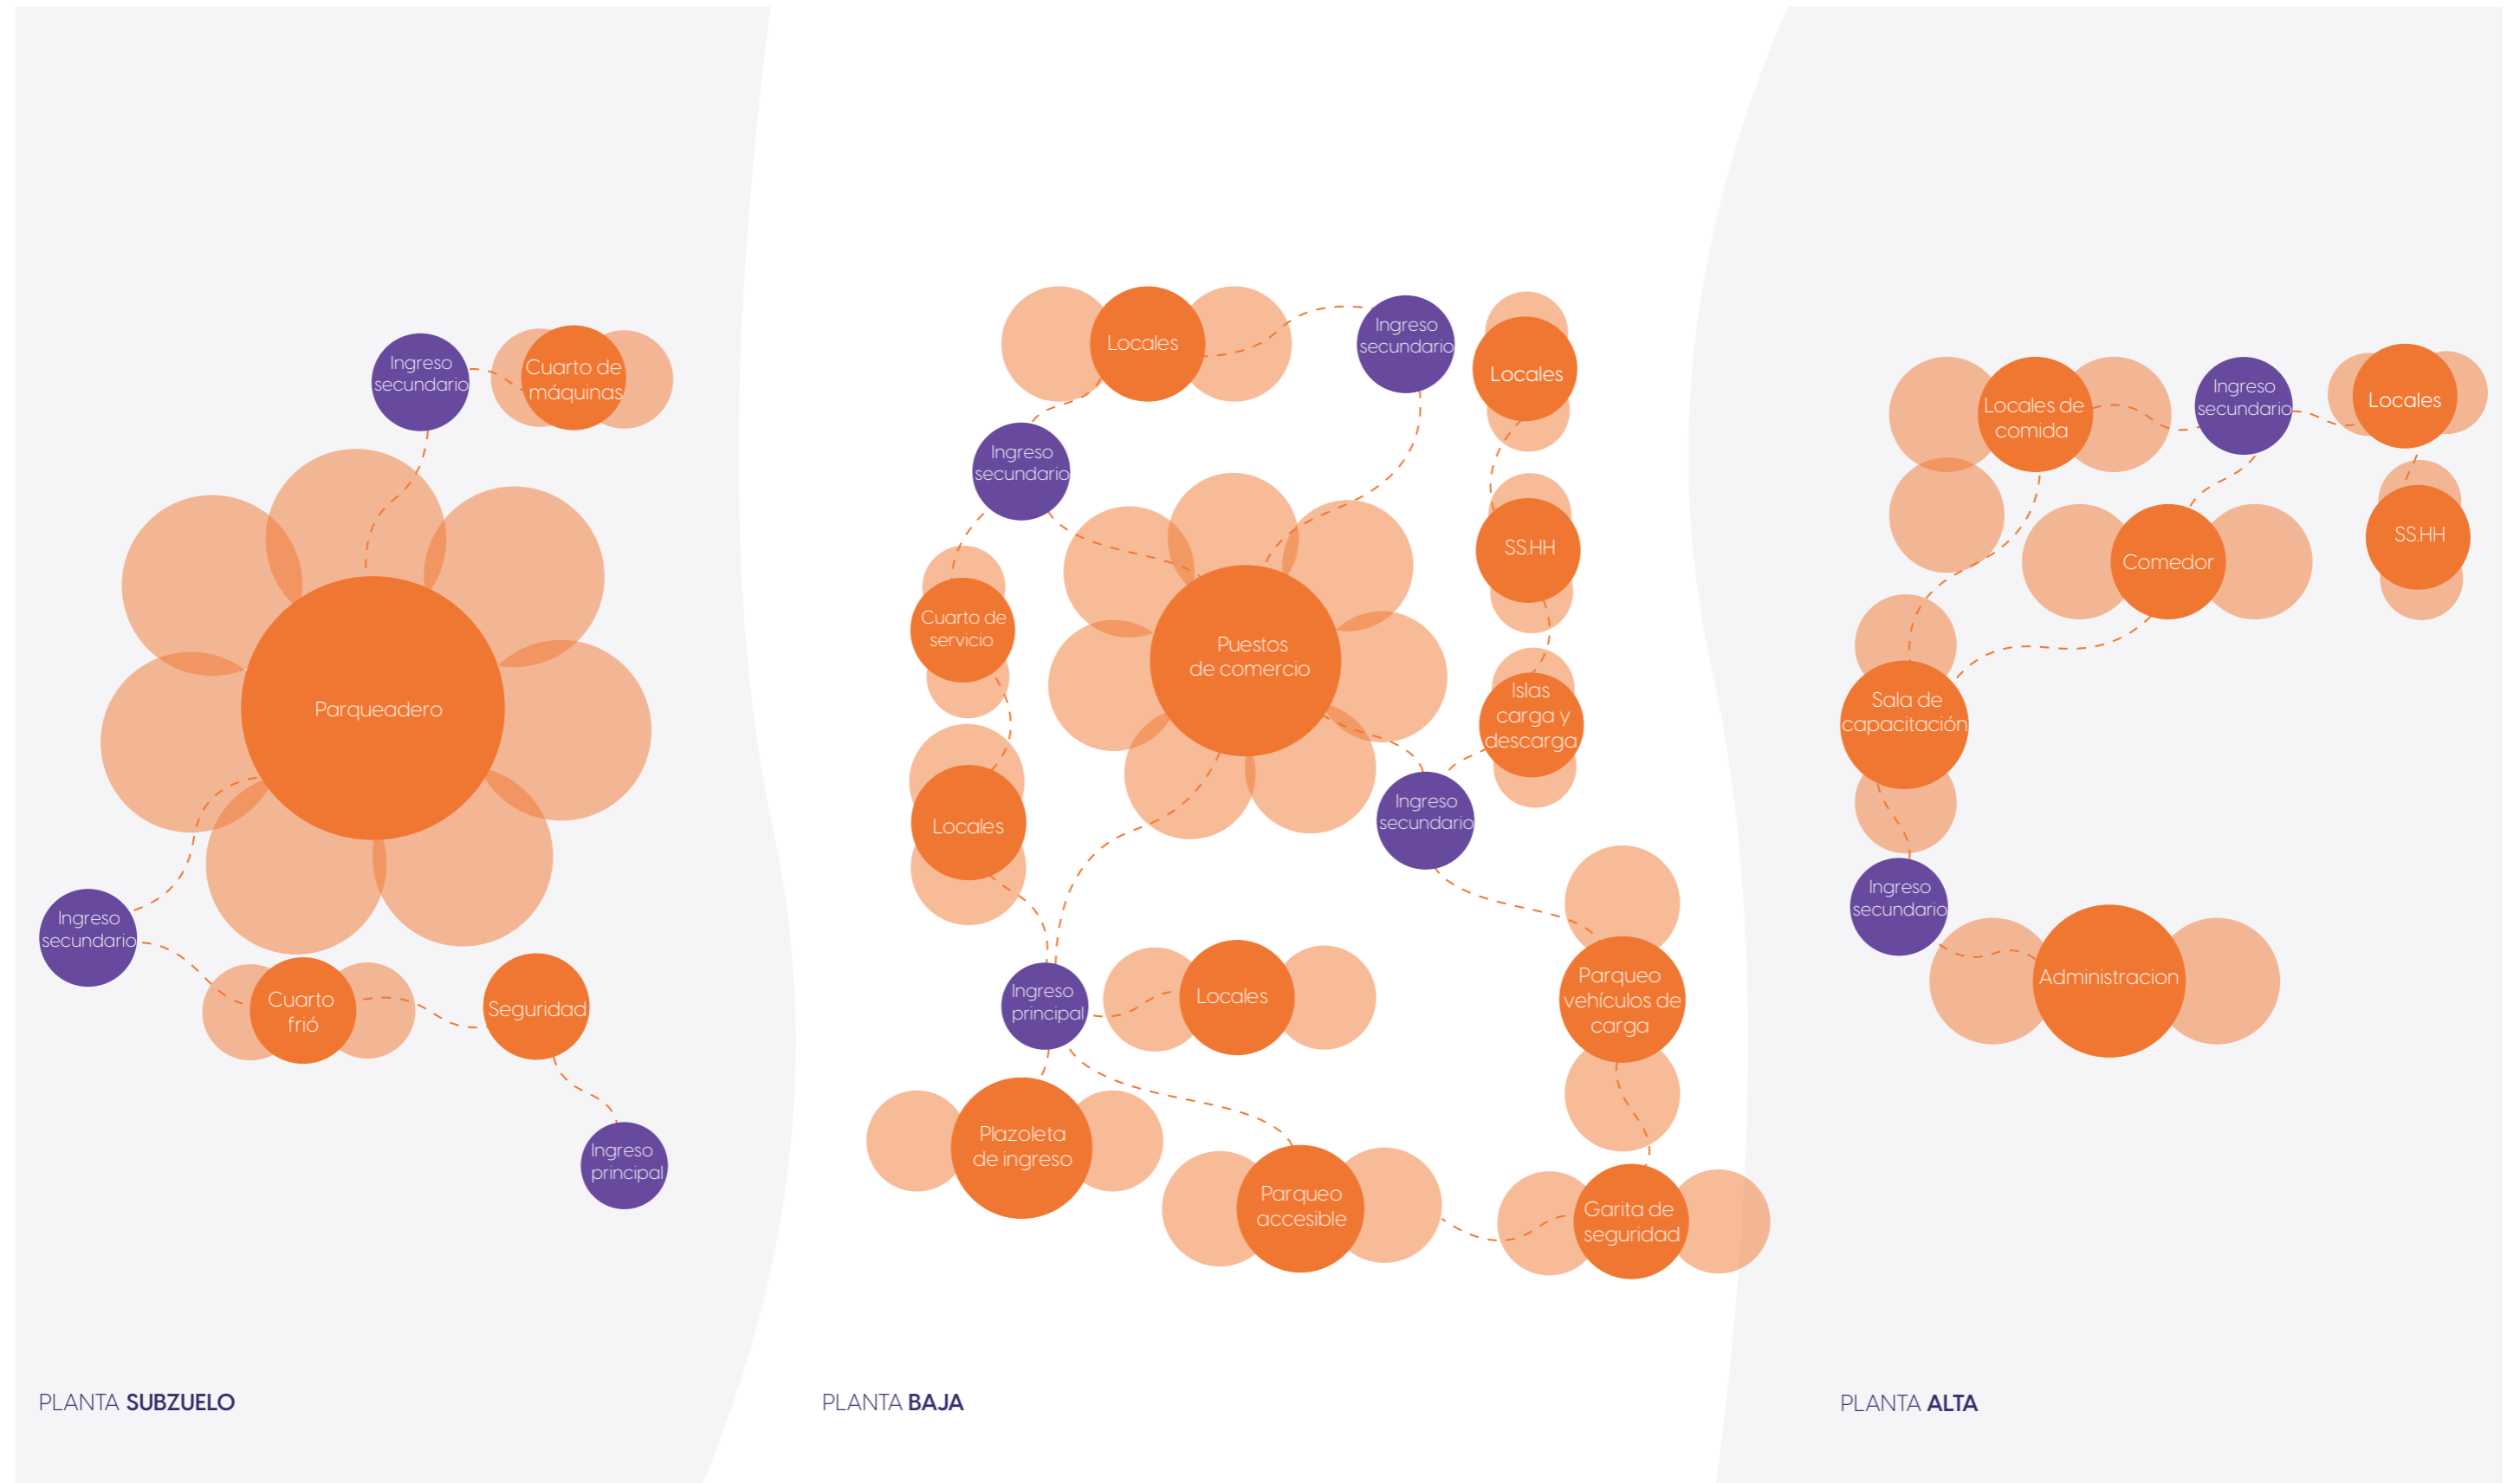 Ingreso
secundario
Cuarto de
máquinas
Parqueadero
Ingreso
secundario
Cuarto
frió
Seguridad
Ingreso
principal
PLANTA SUBZUELO
Locales
Ingreso
secundario
Locales
Ingreso
secundario
SS.HH
Cuarto de
servicio
Puestos
de comercio
Islas
carga y
descarga
Locales
Ingreso
secundario
Ingreso
principal
Locales
Parqueo
vehículos de
carga
Plazoleta
de ingreso
Parqueo
accesible
Garita de
seguridad
PLANTA BAJA
Locales de
comida
Ingreso
secundario
Locales
Comedor
SS.HH
Sala de
capacitación
Ingreso
secundario
Administracion
PLANTA ALTA